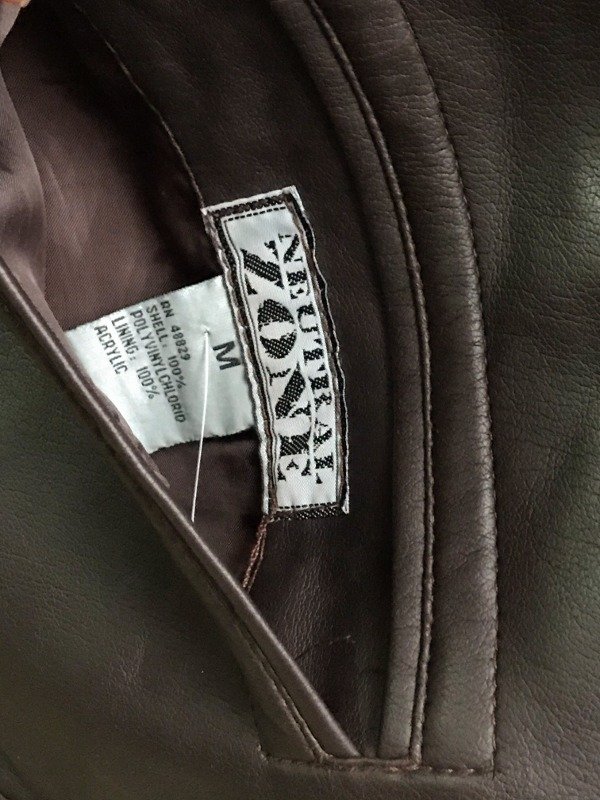 NEUTRAL
ZONE
M
RN 40829
SHELL: 100%
POLYVINYLCHLORID
LINING: 100%
ACRYLIC